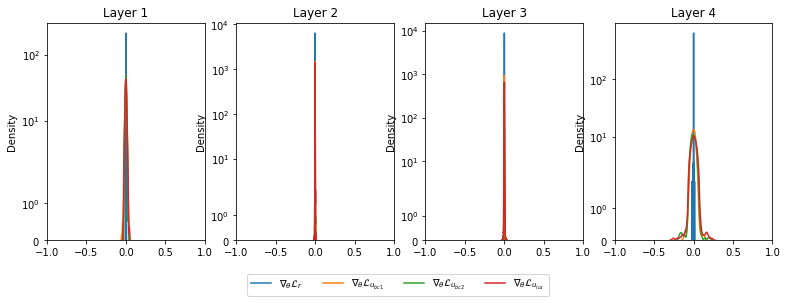 Layer 1 Layer 2 Layer 3 Layer 4
Density 10² 10¹ 10⁰ 0
Density 10⁴ 10³ 10² 10¹ 10⁰ 0
Density 10⁴ 10³ 10² 10¹ 10⁰ 0
Density 10² 10¹ 10⁰ 0
−1.0 −0.5 0.0 0.5 1.0 −1.0 −0.5 0.0 0.5 1.0 −1.0 −0.5 0.0 0.5 1.0 −1.0 −0.5 0.0 0.5 1.0
∇θℒr ∇θℒu_bc1 ∇θℒu_bc2 ∇θℒu_ics